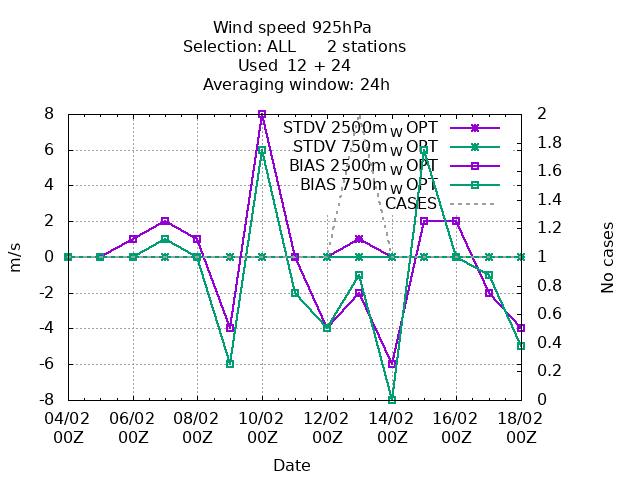 Wind speed 925hPa
Selection: ALL 2 stations
Used 12 + 24
Averaging window: 24h
8 2
STDV 2500m W OPT
6 1.8
STDV 750m W OPT
1.6
BIAS 2500m W OPT
4 1.4
BIAS 750m W OPT
CASES
2 1.2
0 1
-2 0.8
-4 0.6
0.4
-6 0.2
-8 0
m/s
No cases
04/02 06/02 08/02 10/02 12/02 14/02 16/02 18/02
00Z 00Z 00Z 00Z 00Z 00Z 00Z 00Z
Date